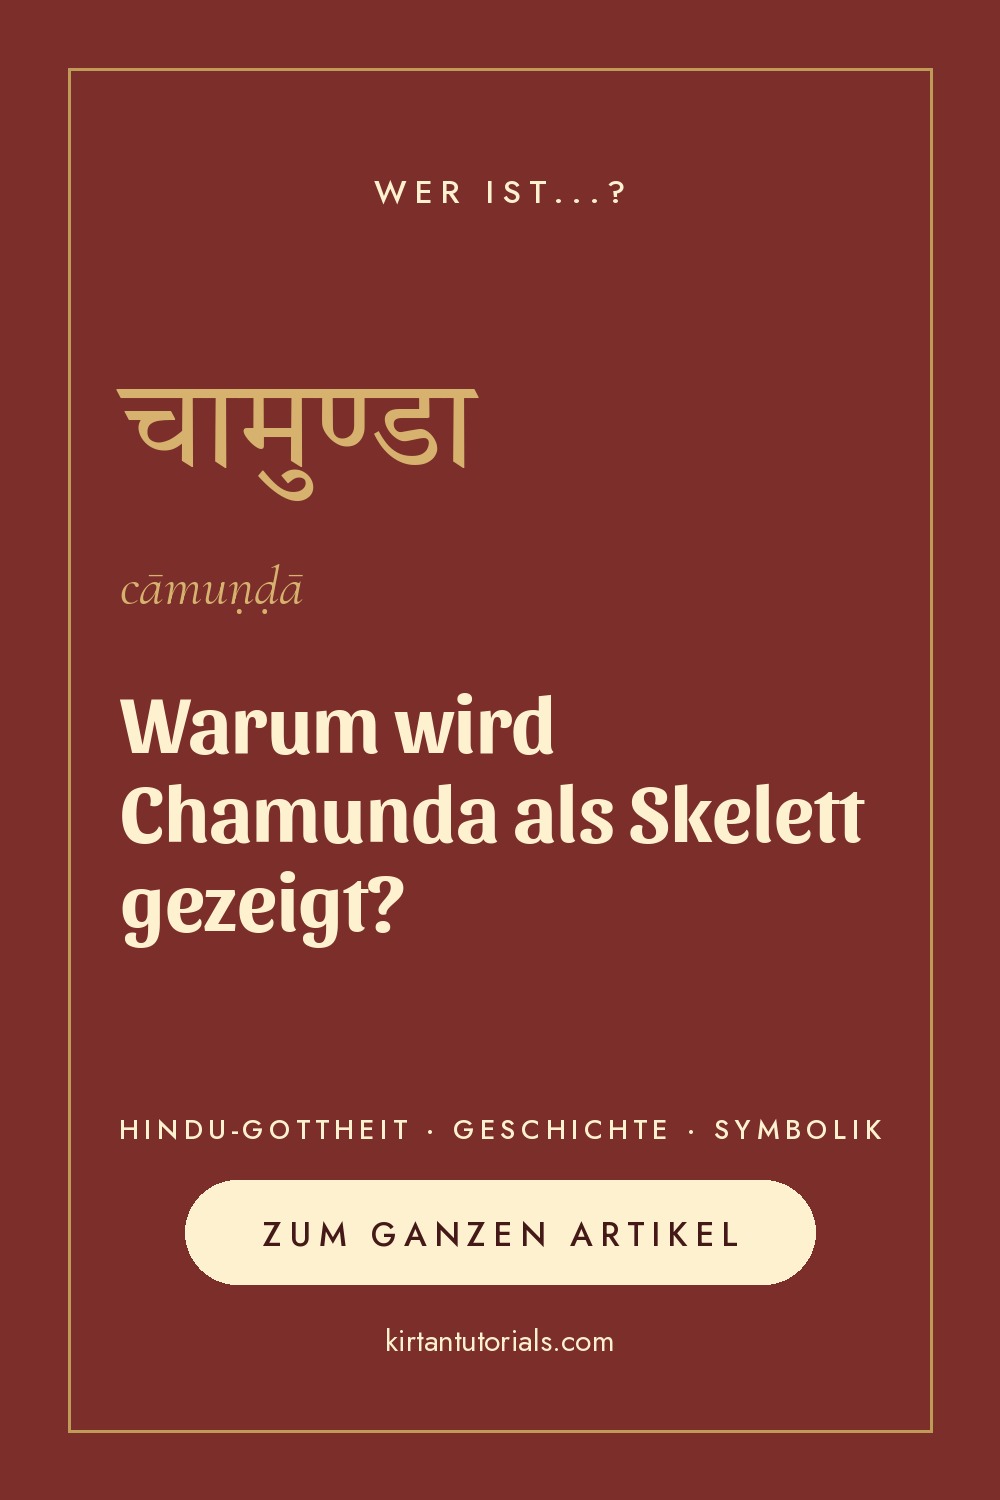 WER IST...?
चामुण्डा
cāmuṇḍā
Warum wird
Chamunda als Skelett
gezeigt?
HINDU-GOTTHEIT · GESCHICHTE · SYMBOLIK
ZUM GANZEN ARTIKEL
kirtantutorials.com